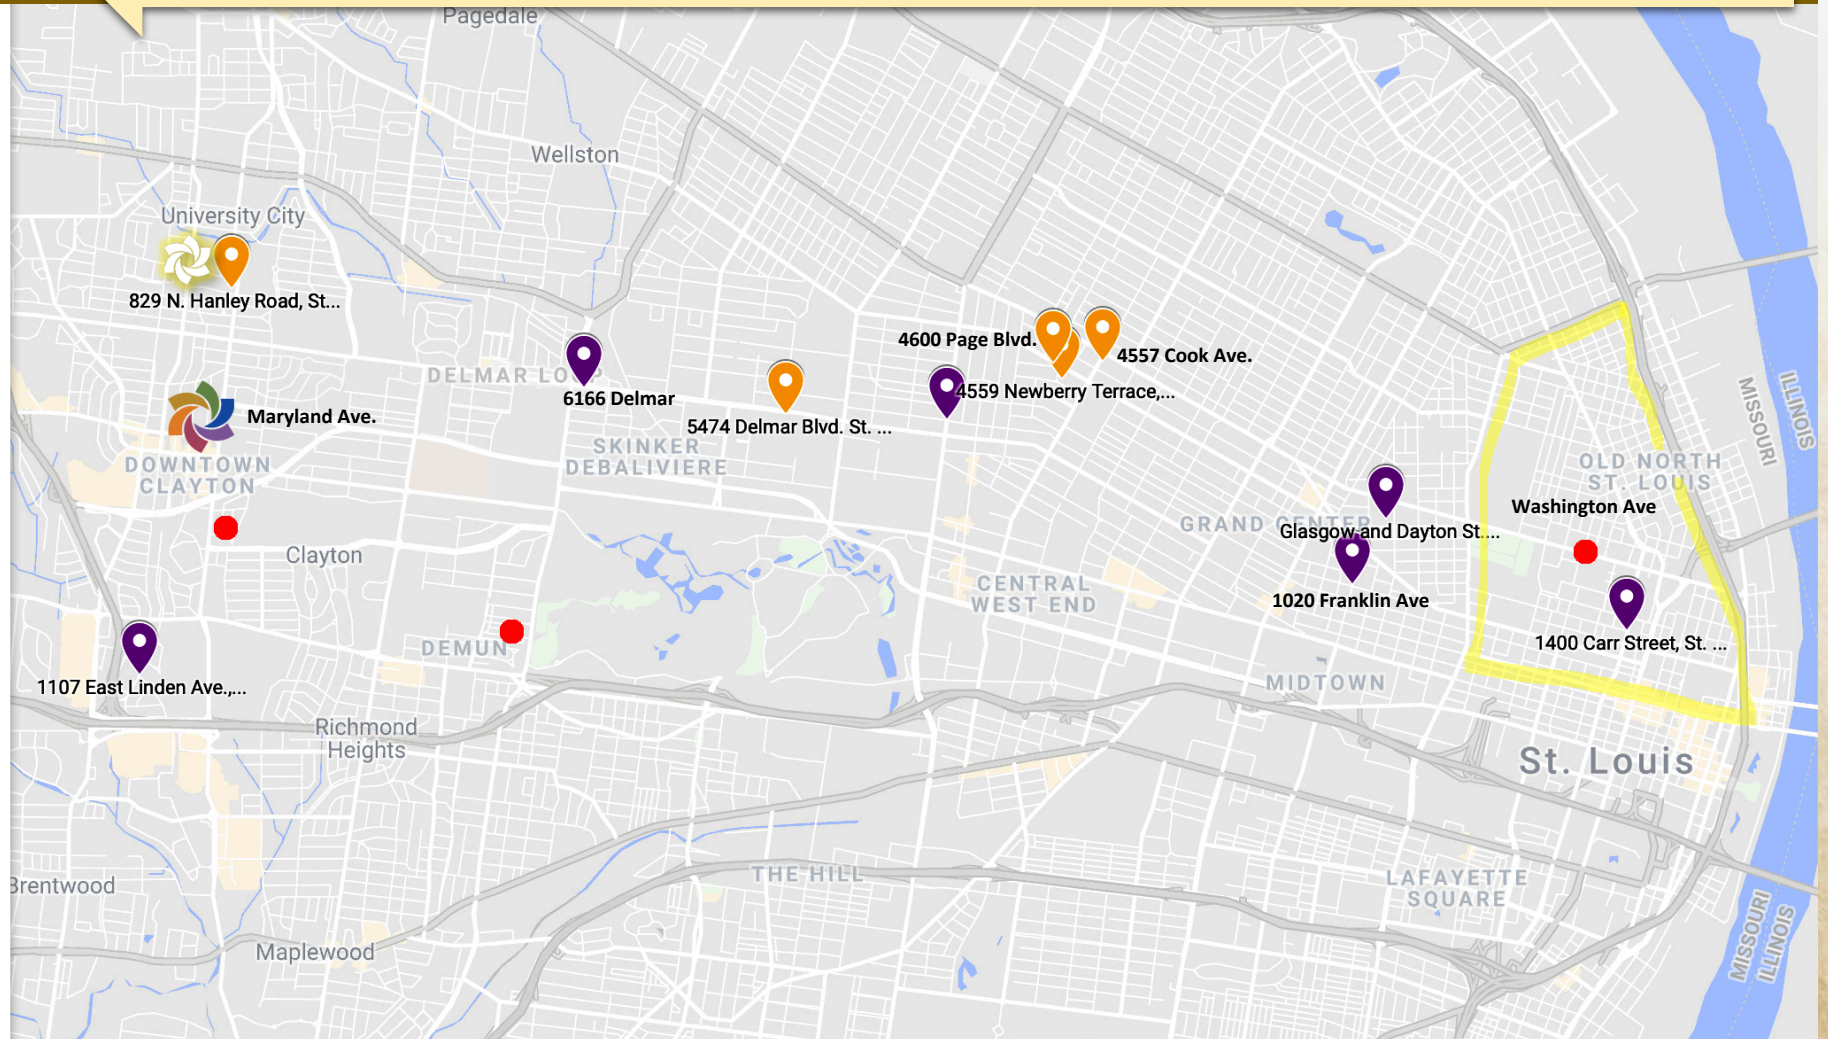 Pagedale
Wellston
University City
829 N. Hanley Road, St...
4600 Page Blvd.
4557 Cook Ave.
DELMAR LOOP
6166 Delmar
4559 Newberry Terrace,...
5474 Delmar Blvd. St. ...
Maryland Ave.
SKINKER
DEBALIVIERE
DOWNTOWN
CLAYTON
MISSOURI
ILLINOIS
OLD NORTH
ST. LOUIS
Washington Ave
GRAND CENTER
Glasgow and Dayton St....
Clayton
CENTRAL
WEST END
1020 Franklin Ave
1400 Carr Street, St. ...
DEMUN
1107 East Linden Ave.,...
MIDTOWN
Richmond
Heights
St. Louis
THE HILL
LAFAYETTE
SQUARE
Brentwood
Maplewood
MISSOURI
ILLINOIS